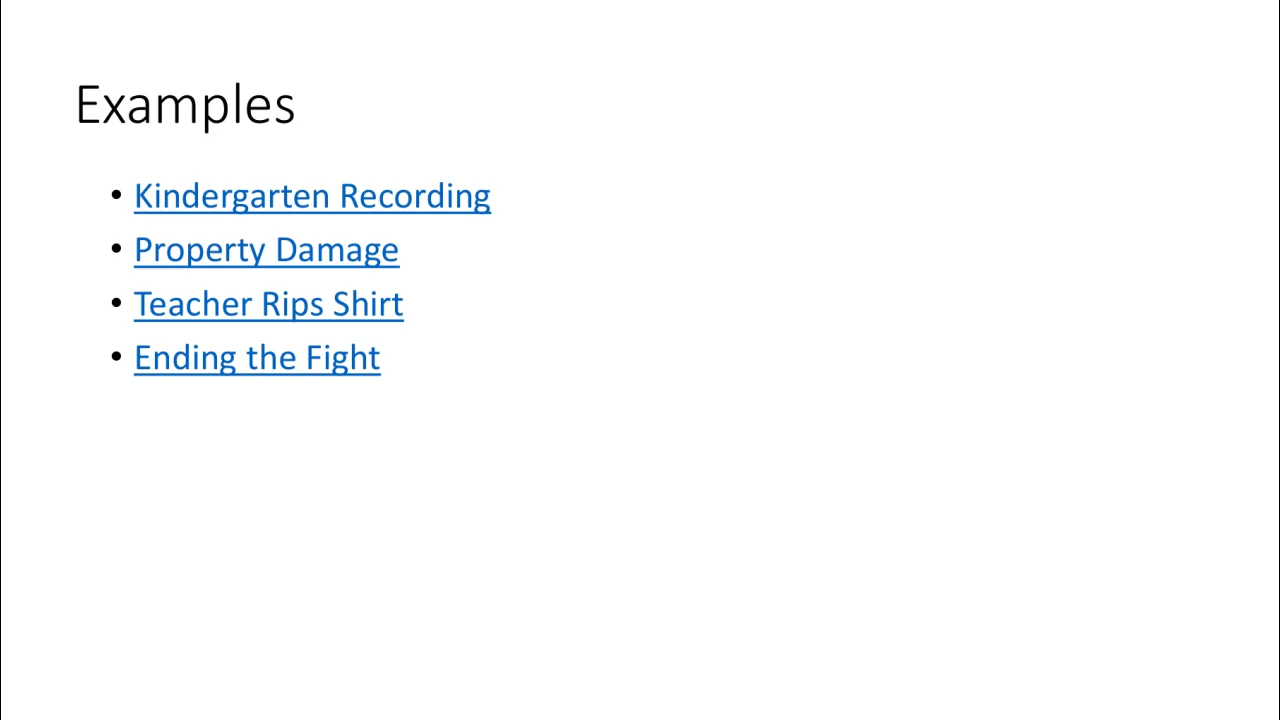 Examples
• Kindergarten Recording
• Property Damage
• Teacher Rips Shirt
• Ending the Fight